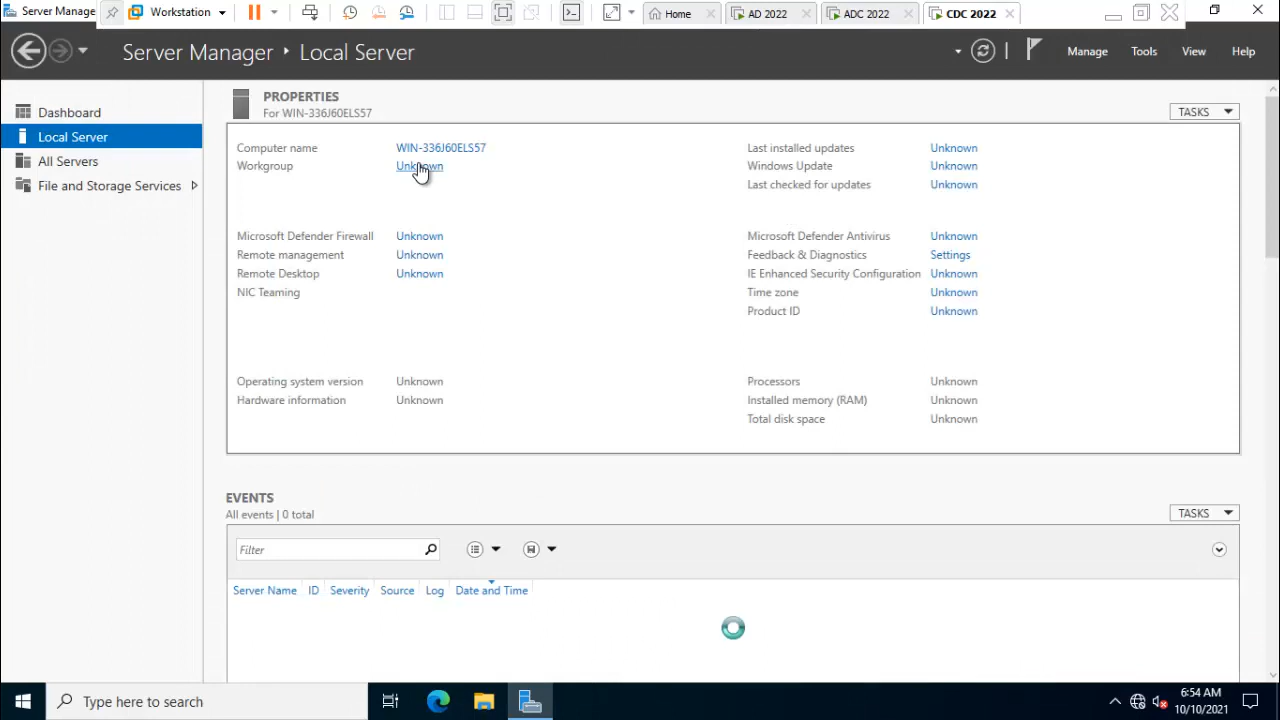 Server Manage Workstation Home AD 2022 ADC 2022 CDC 2022
Server Manager Local Server Manage Tools View Help
Dashboard
Local Server
All Servers
File and Storage Services
PROPERTIES
For WIN-336J60ELS57
TASKS
Computer name WIN-336J60ELS57
Workgroup Unknown
Last installed updates Unknown
Windows Update Unknown
Last checked for updates Unknown
Microsoft Defender Firewall Unknown
Remote management Unknown
Remote Desktop Unknown
NIC Teaming
Microsoft Defender Antivirus Unknown
Feedback & Diagnostics Settings
IE Enhanced Security Configuration Unknown
Time zone Unknown
Product ID Unknown
Operating system version Unknown
Hardware information Unknown
Processors Unknown
Installed memory (RAM) Unknown
Total disk space Unknown
EVENTS
All events | 0 total
TASKS
Filter
Server Name ID Severity Source Log Date and Time
Type here to search
6:54 AM
10/10/2021